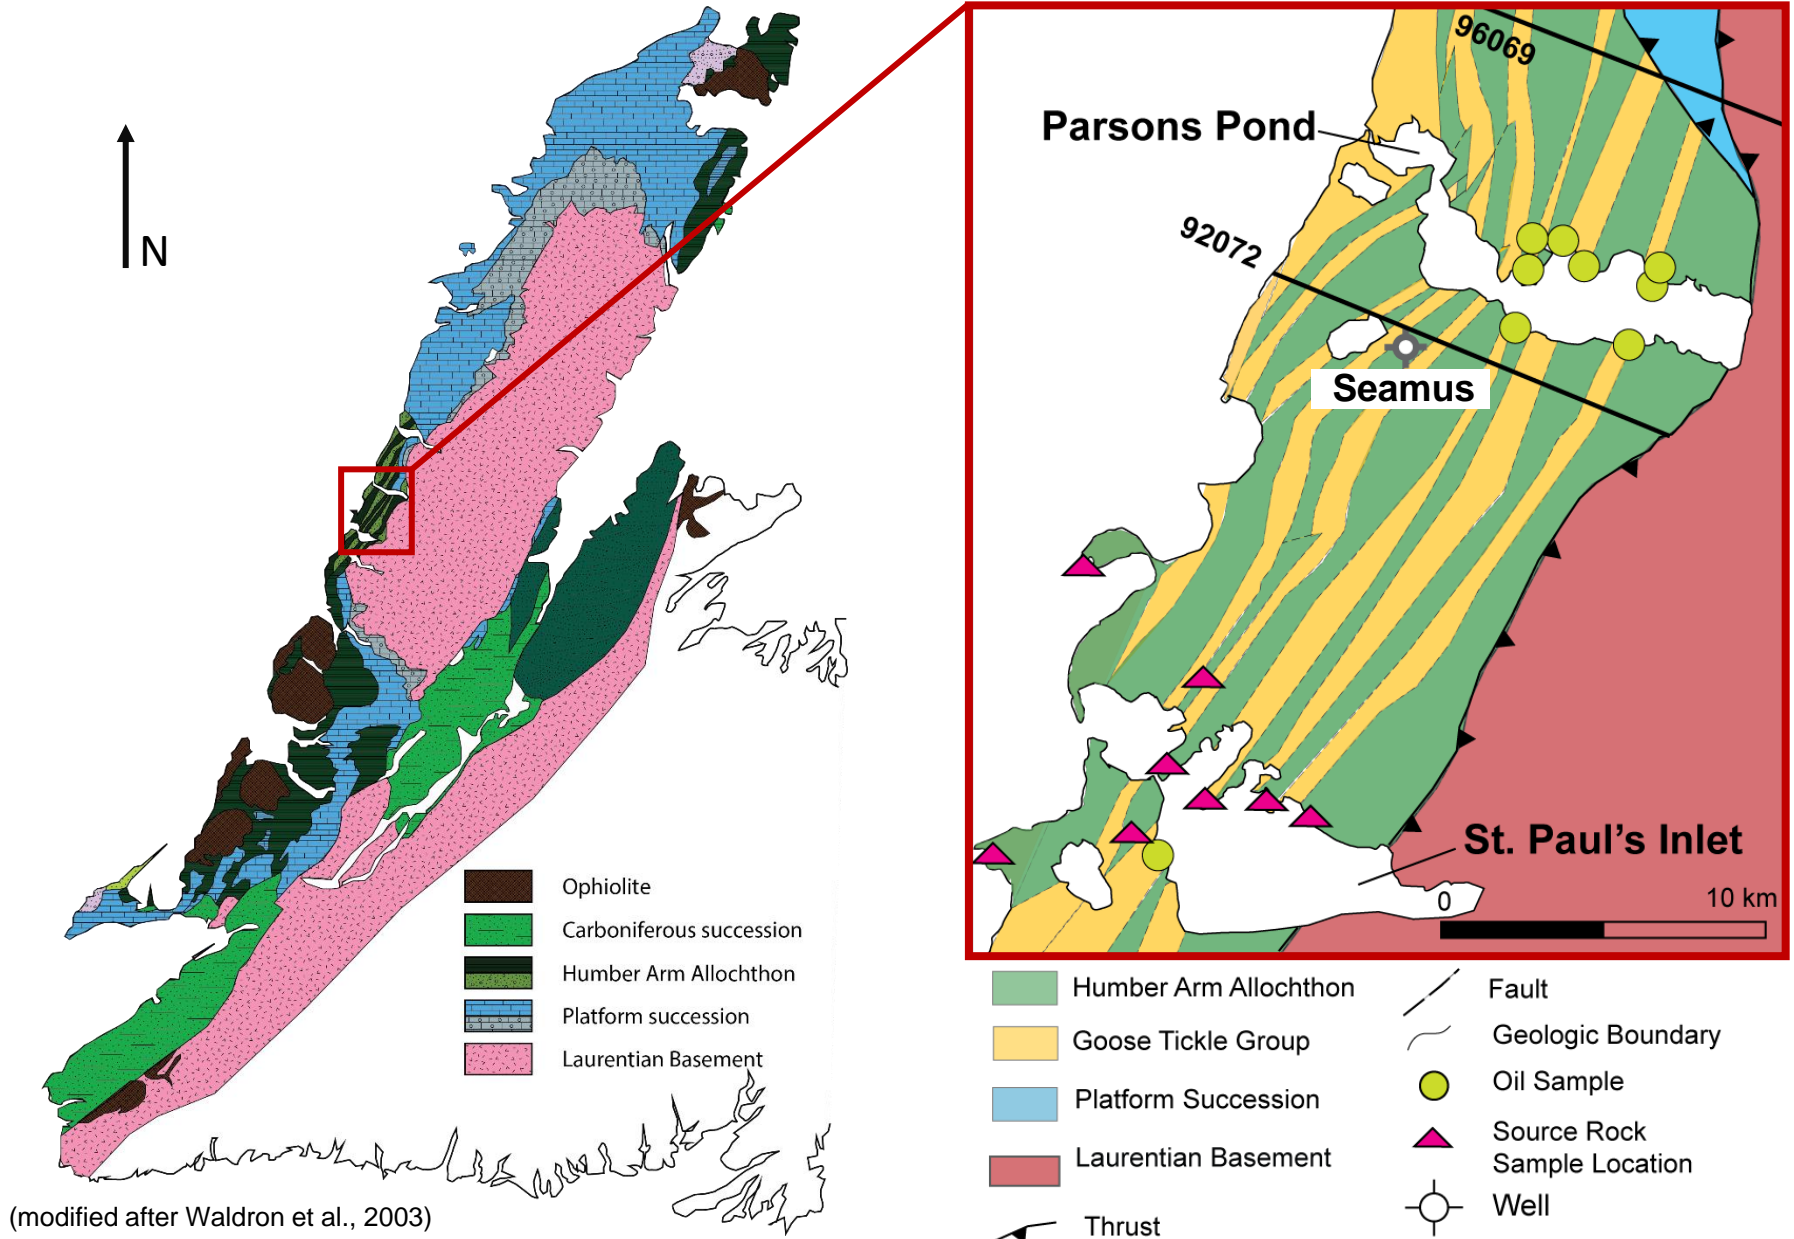 N
Ophiolite
Carboniferous succession
Humber Arm Allochthon
Platform succession
Laurentian Basement
(modified after Waldron et al., 2003)
96069
Parsons Pond
92072
Seamus
St. Paul's Inlet
0
10 km
Humber Arm Allochthon
Goose Tickle Group
Platform Succession
Laurentian Basement
Thrust
Fault
Geologic Boundary
Oil Sample
Source Rock
Sample Location
Well